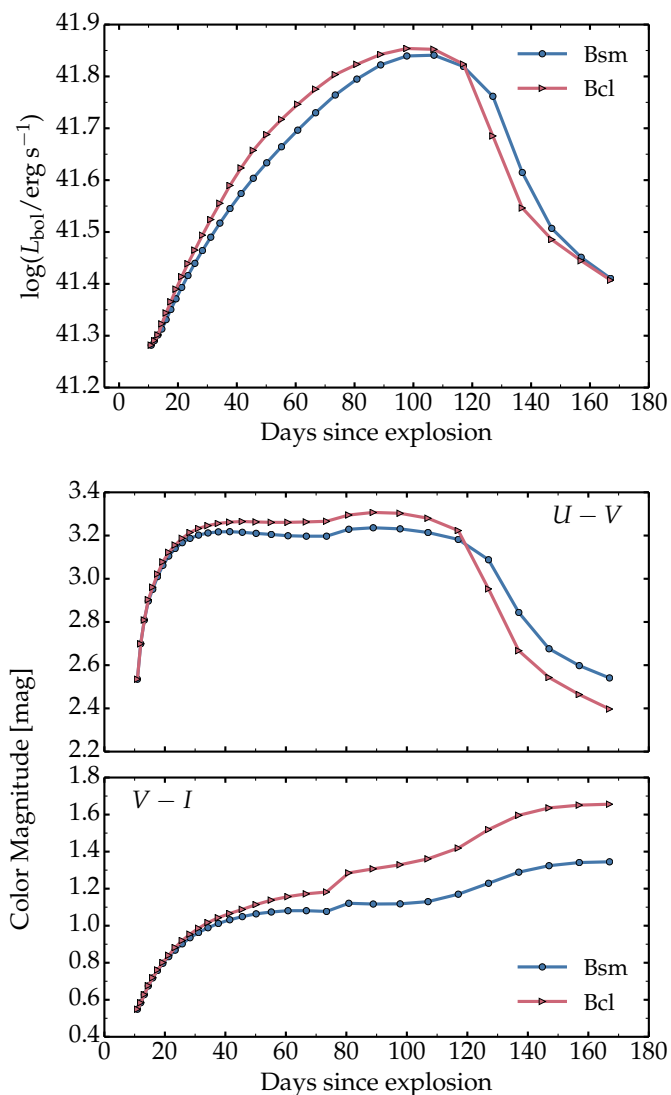 41.9
41.8
41.7
41.6
41.5
41.4
41.3
41.2
log(L_bol/erg s⁻¹)
Bsm
Bcl
0 20 40 60 80 100 120 140 160 180
Days since explosion
3.4
3.2
3.0
2.8
2.6
2.4
2.2
U − V
Color Magnitude [mag]
1.8
1.6
1.4
1.2
1.0
0.8
0.6
0.4
V − I
Bsm
Bcl
0 20 40 60 80 100 120 140 160 180
Days since explosion